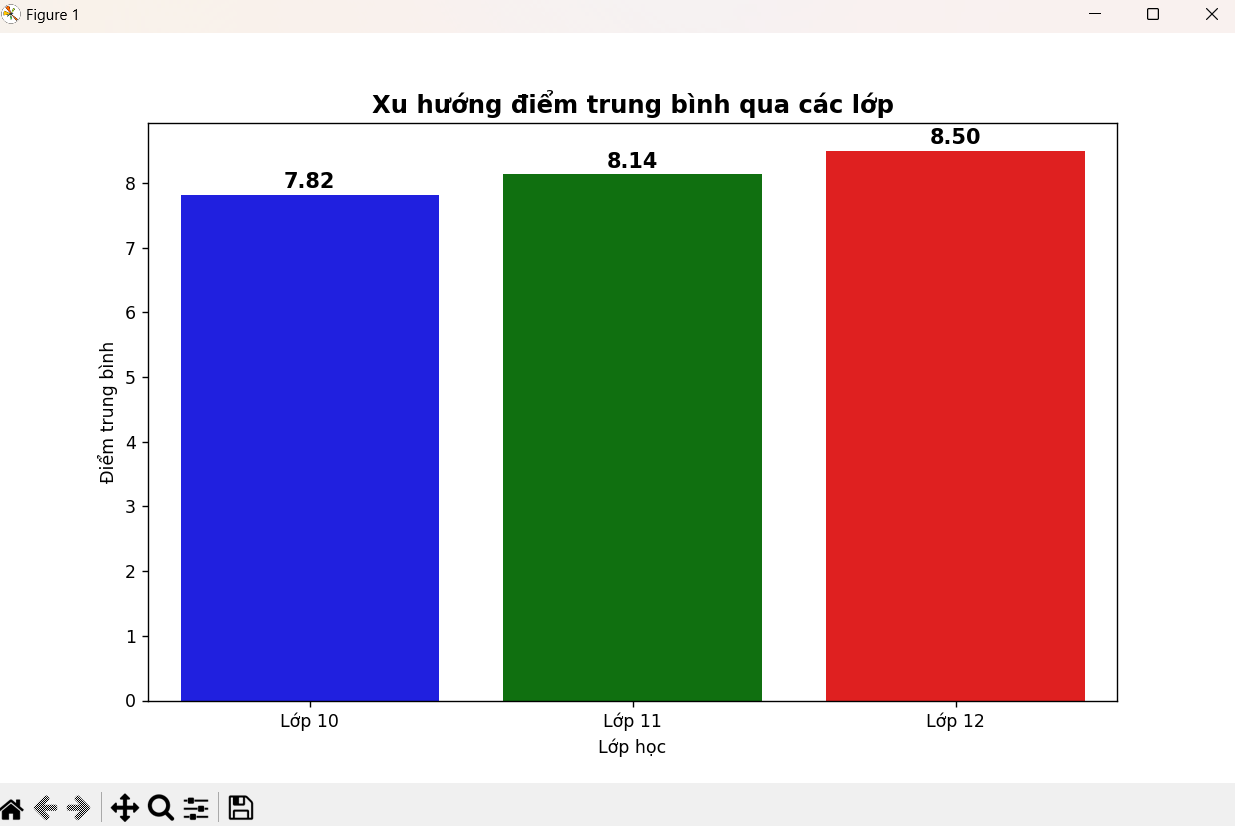 Figure 1
Xu hướng điểm trung bình qua các lớp
8.50
8.14
7.82
8
7
6
5
4
3
2
1
0
Điểm trung bình
Lớp 10 Lớp 11 Lớp 12
Lớp học